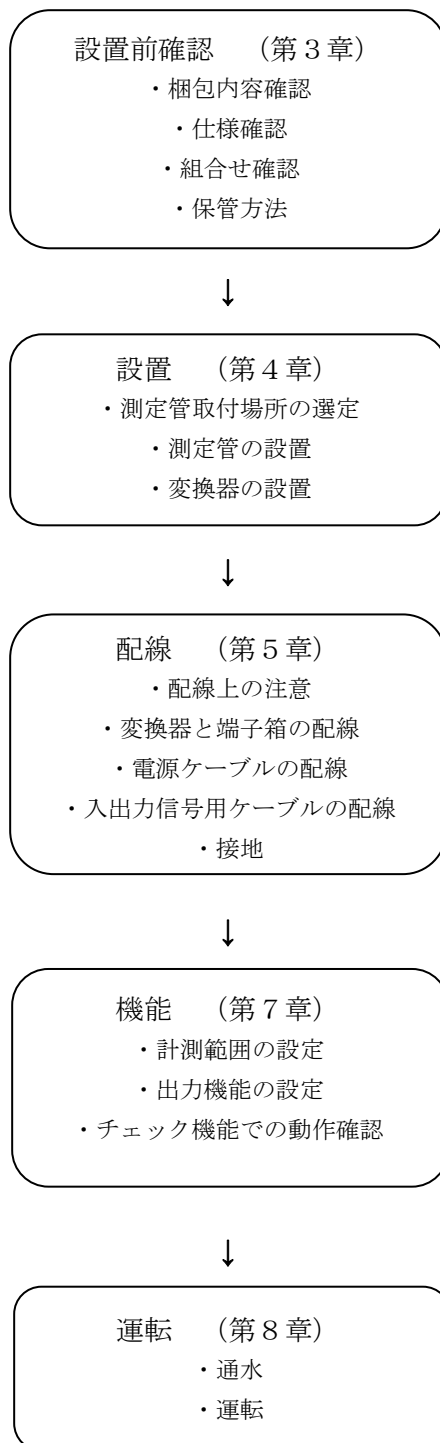 設置前確認　（第３章）
・梱包内容確認
・仕様確認
・組合せ確認
・保管方法
↓
設置　（第４章）
・測定管取付場所の選定
・測定管の設置
・変換器の設置
↓
配線　（第５章）
・配線上の注意
・変換器と端子箱の配線
・電源ケーブルの配線
・入出力信号用ケーブルの配線
・接地
↓
機能　（第７章）
・計測範囲の設定
・出力機能の設定
・チェック機能での動作確認
↓
運転　（第８章）
・通水
・運転